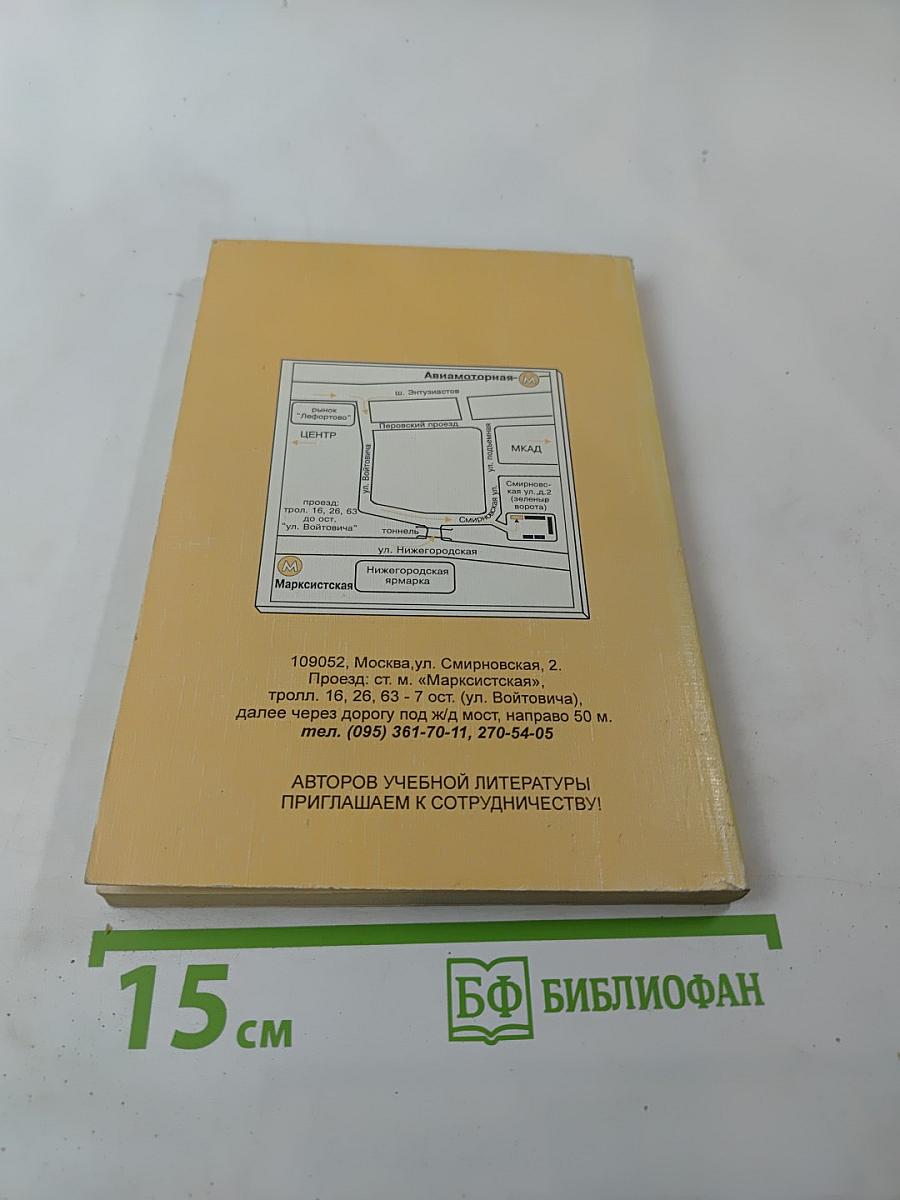 Авиамоторная
М
ш. Энтузиастов
рынок
"Лефортово"
Перовский проезд
ЦЕНТР
ул. Войтовича
ул. подъемная
МКАД
Смирновс-
кая ул.,д.2
(зеленые
ворота)
проезд:
трол. 16, 26, 63
до ост.
"ул. Войтовича"
Смирновская ул.
тоннель
ул. Нижегородская
М
Марксистская
Нижегородская
ярмарка
109052, Москва,ул. Смирновская, 2.
Проезд: ст. м. «Марксистская»,
тролл. 16, 26, 63 - 7 ост. (ул. Войтовича),
далее через дорогу под ж/д мост, направо 50 м.
тел. (095) 361-70-11, 270-54-05
АВТОРОВ УЧЕБНОЙ ЛИТЕРАТУРЫ
ПРИГЛАШАЕМ К СОТРУДНИЧЕСТВУ!
15 см
БФ БИБЛИОФАН